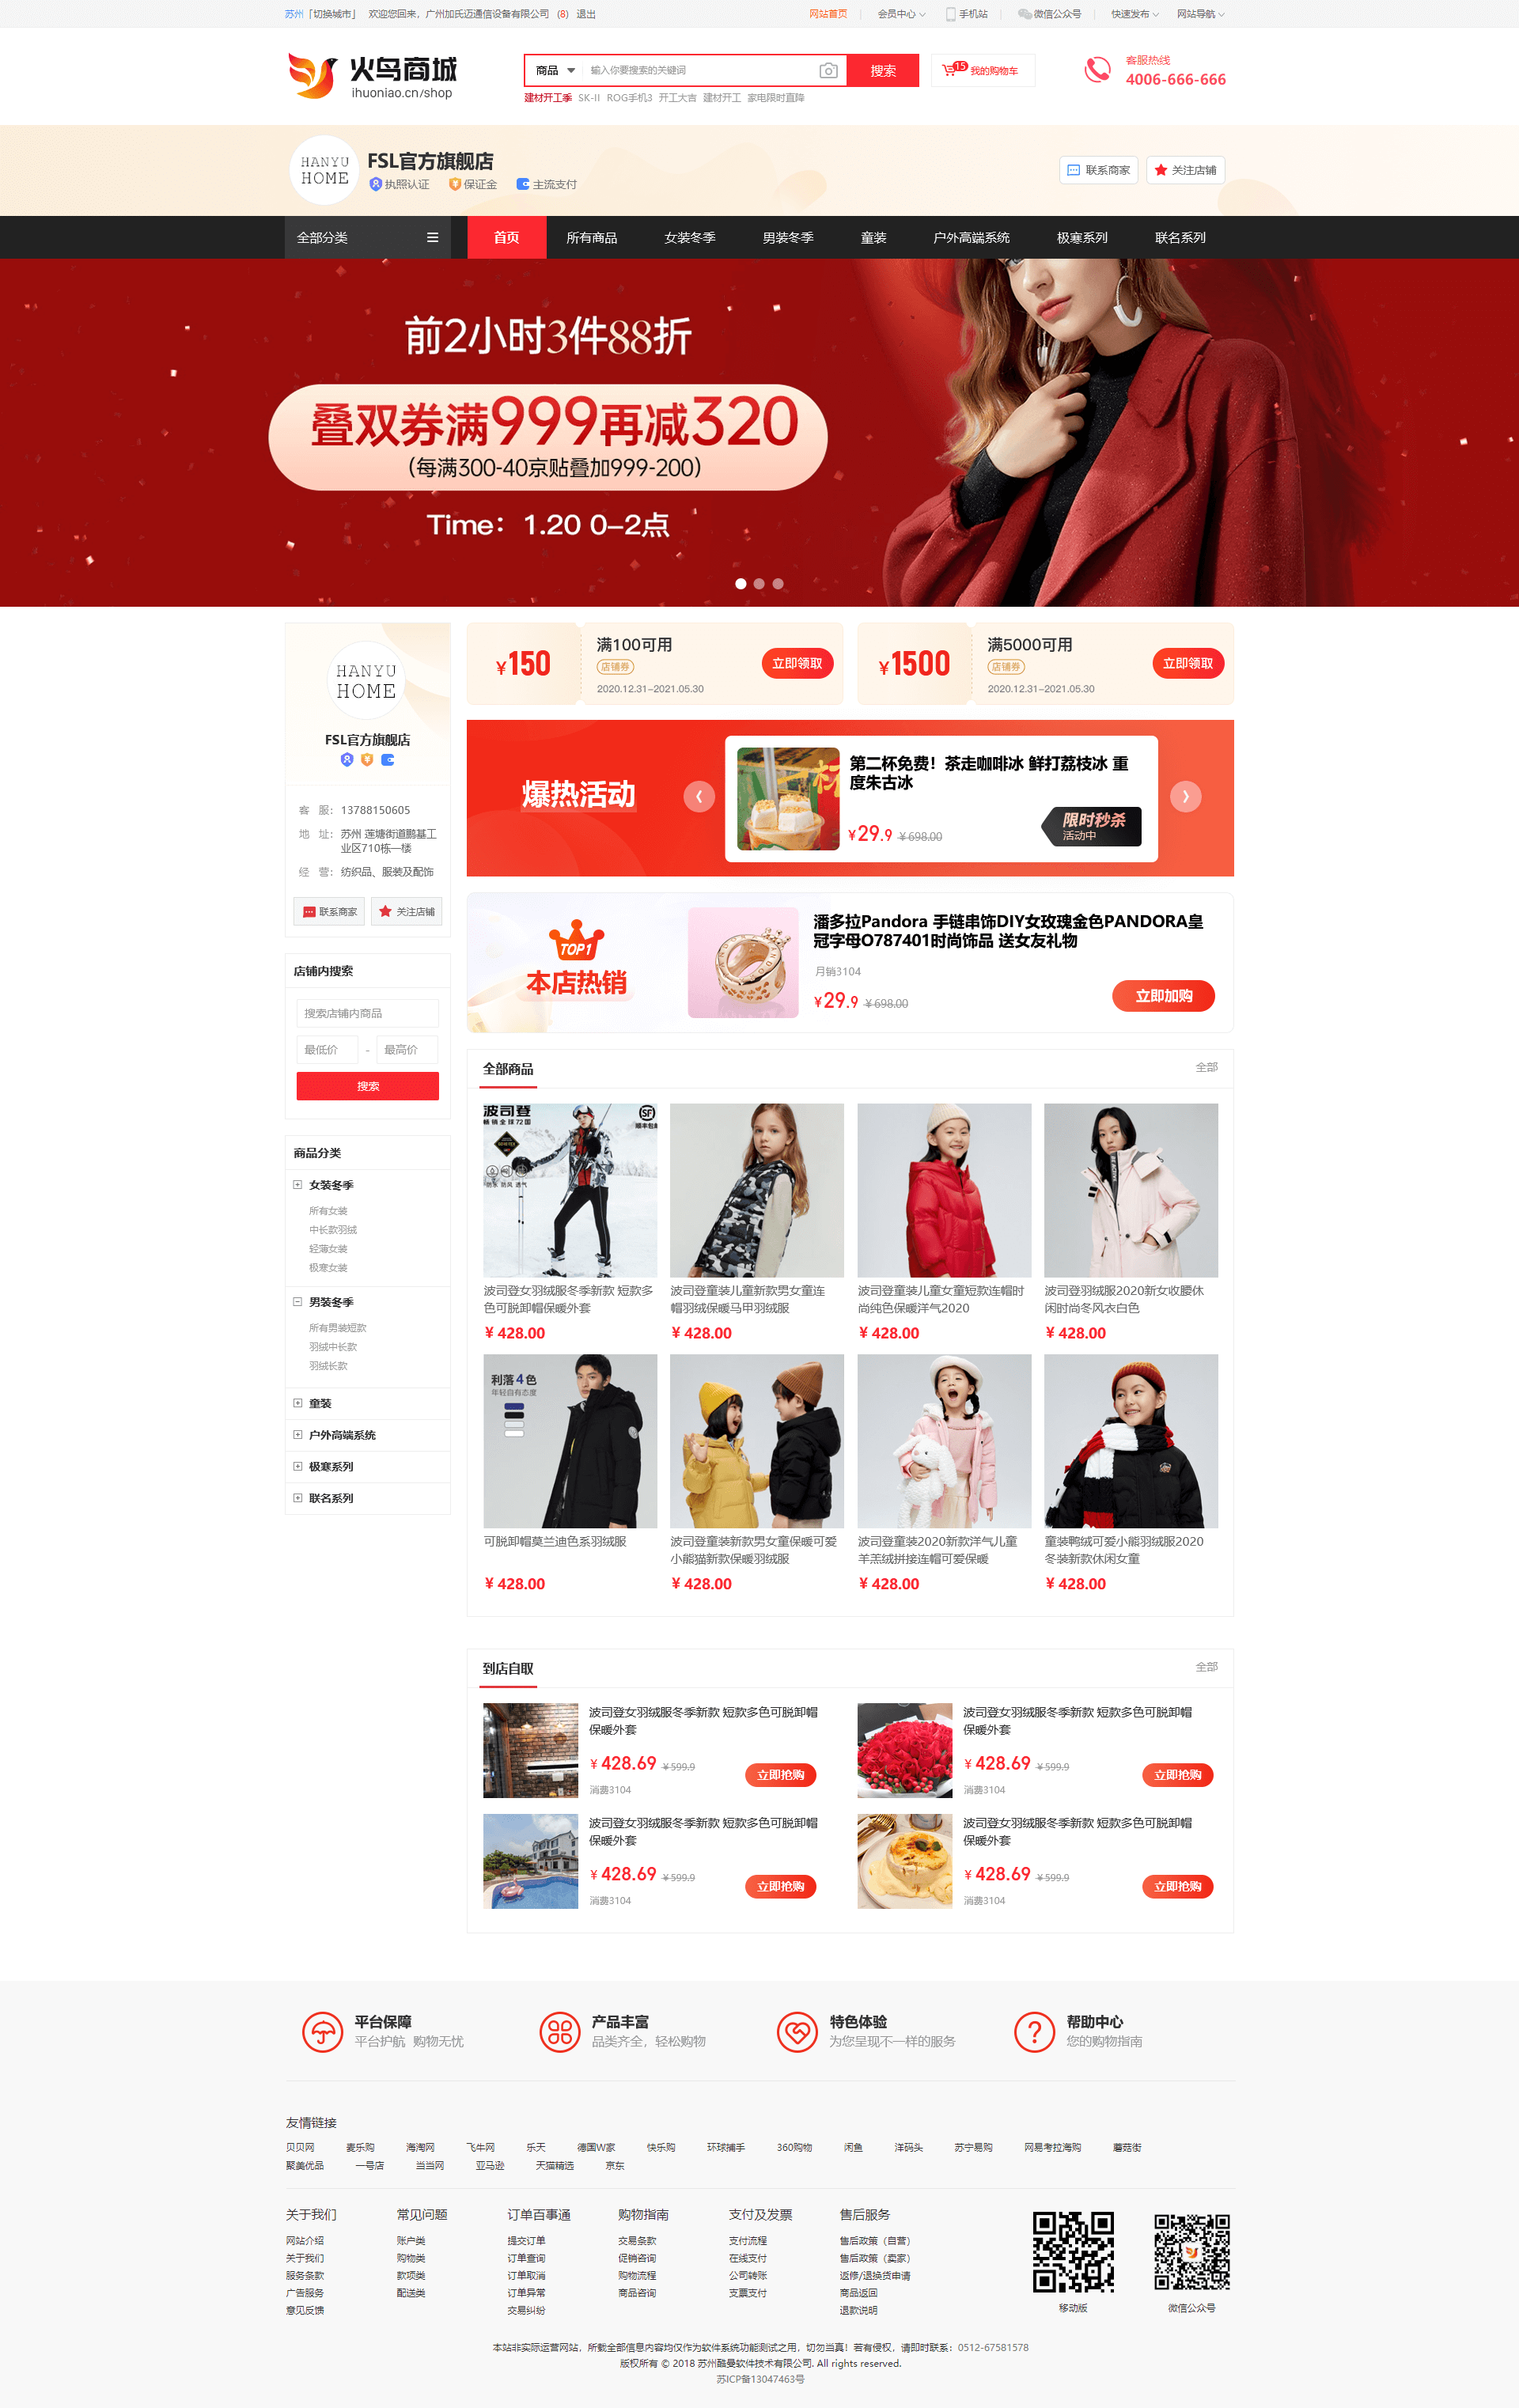 苏州「切换城市」 欢迎您回来，广州加氏迈通信设备有限公司 (8) 退出
网站首页 会员中心 手机站 微信公众号 快速发布 网站导航
火鸟商城
ihuoniao.cn/shop
商品 输入你要搜索的关键词 搜索
15 我的购物车
客服热线
4006-666-666
建材开工季 SK-II ROG手机3 开工大吉 建材开工 家电限时直降
HANYU
HOME
FSL官方旗舰店
执照认证 保证金 主流支付
联系商家 关注店铺
全部分类 首页 所有商品 女装冬季 男装冬季 童装 户外高端系统 极寒系列 联名系列
前2小时3件88折
叠双券满999再减320
(每满300-40京贴叠加999-200)
Time：1.20 0-2点
HANYU
HOME
FSL官方旗舰店
客 服：13788150605
地 址：苏州 莲塘街道鹏基工
业区710栋一楼
经 营：纺织品、服装及配饰
联系商家 关注店铺
店铺内搜索
搜索店铺内商品
最低价 - 最高价
搜索
商品分类
女装冬季
所有女装
中长款羽绒
轻薄女装
极寒女装
男装冬季
所有男装短款
羽绒中长款
羽绒长款
童装
户外高端系统
极寒系列
联名系列
¥150
满100可用
店铺券
2020.12.31-2021.05.30
立即领取
¥1500
满5000可用
店铺券
2020.12.31-2021.05.30
立即领取
爆热活动
第二杯免费！茶走咖啡冰 鲜打荔枝冰 重
度朱古冰
¥29.9 ¥698.00
限时秒杀
活动中
TOP1
本店热销
潘多拉Pandora 手链串饰DIY女玫瑰金色PANDORA皇
冠字母O787401时尚饰品 送女友礼物
月销3104
¥29.9 ¥698.00
立即加购
全部商品 全部
波司登
畅销全球72国
SF
顺丰包邮
波司登女羽绒服冬季新款 短款多
色可脱卸帽保暖外套
¥ 428.00
波司登童装儿童新款男女童连
帽羽绒保暖马甲羽绒服
¥ 428.00
波司登童装儿童女童短款连帽时
尚纯色保暖洋气2020
¥ 428.00
波司登羽绒服2020新女收腰休
闲时尚冬风衣白色
¥ 428.00
利落4色
年轻自有态度
可脱卸帽莫兰迪色系羽绒服
¥ 428.00
波司登童装新款男女童保暖可爱
小熊猫新款保暖羽绒服
¥ 428.00
波司登童装2020新款洋气儿童
羊羔绒拼接连帽可爱保暖
¥ 428.00
童装鸭绒可爱小熊羽绒服2020
冬装新款休闲女童
¥ 428.00
到店自取 全部
波司登女羽绒服冬季新款 短款多色可脱卸帽
保暖外套
¥ 428.69 ¥599.9
消费3104
立即抢购
波司登女羽绒服冬季新款 短款多色可脱卸帽
保暖外套
¥ 428.69 ¥599.9
消费3104
立即抢购
波司登女羽绒服冬季新款 短款多色可脱卸帽
保暖外套
¥ 428.69 ¥599.9
消费3104
立即抢购
波司登女羽绒服冬季新款 短款多色可脱卸帽
保暖外套
¥ 428.69 ¥599.9
消费3104
立即抢购
平台保障
平台护航 购物无忧
产品丰富
品类齐全，轻松购物
特色体验
为您呈现不一样的服务
帮助中心
您的购物指南
友情链接
贝贝网 麦乐购 海淘网 飞牛网 乐天 德国W家 快乐购 环球捕手 360购物 闲鱼 洋码头 苏宁易购 网易考拉海购 蘑菇街
聚美优品 一号店 当当网 亚马逊 天猫精选 京东
关于我们
网站介绍
关于我们
服务条款
广告服务
意见反馈
常见问题
账户类
购物类
款项类
配送类
订单百事通
提交订单
订单查询
订单取消
订单异常
交易纠纷
购物指南
交易条款
促销咨询
购物流程
商品咨询
支付及发票
支付流程
在线支付
公司转账
支票支付
售后服务
售后政策（自营）
售后政策（卖家）
返修/退换货申请
商品返回
退款说明
移动版
微信公众号
本站非实际运营网站，所载全部信息内容均仅作为软件系统功能测试之用，切勿当真！若有侵权，请即时联系：0512-67581578
版权所有 © 2018 苏州酷曼软件技术有限公司. All rights reserved.
苏ICP备13047463号